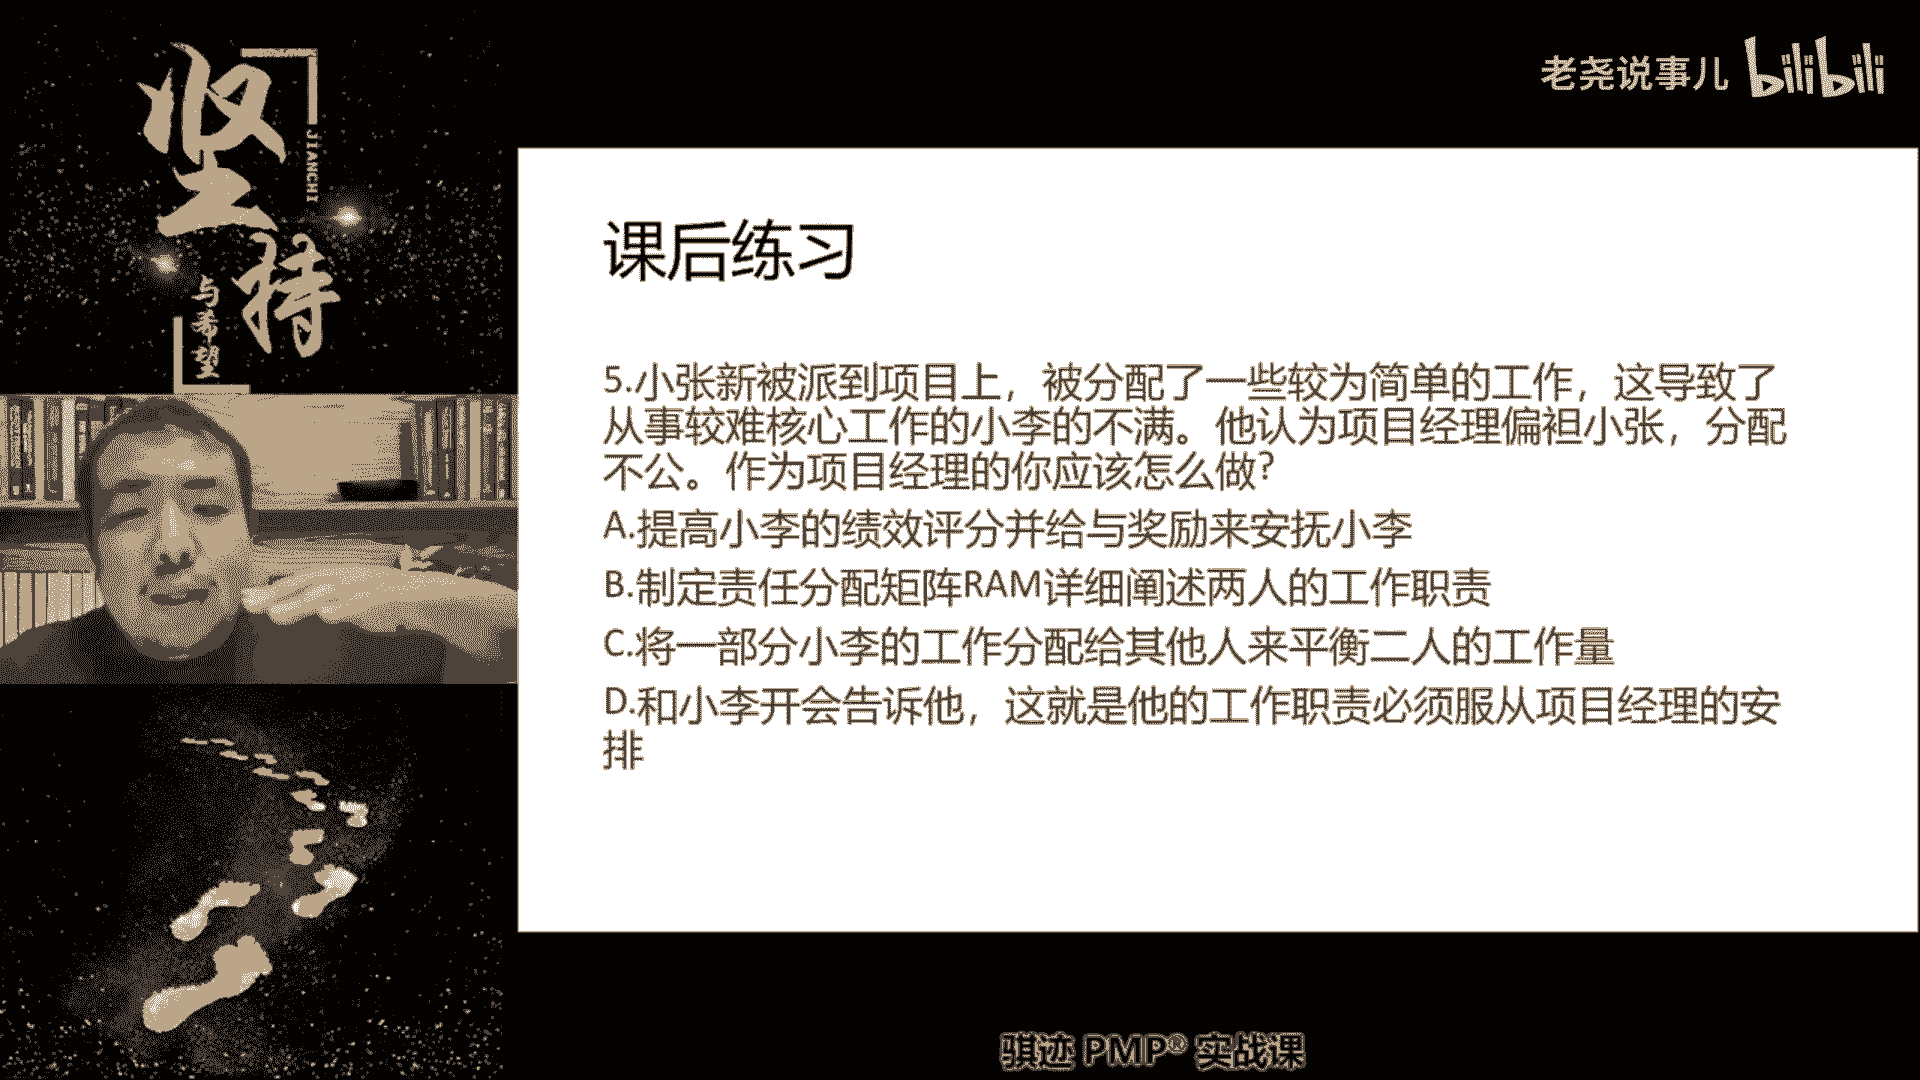 坚持
JIANCHI
与希望
老尧说事儿 bilibili
课后练习
5.小张新被派到项目上，被分配了一些较为简单的工作，这导致了
从事较难核心工作的小李的不满。他认为项目经理偏袒小张，分配
不公。作为项目经理的你应该怎么做?
A.提高小李的绩效评分并给与奖励来安抚小李
B.制定责任分配矩阵RAM详细阐述两人的工作职责
C.将一部分小李的工作分配给其他人来平衡二人的工作量
D.和小李开会告诉他，这就是他的工作职责必须服从项目经理的安
排
骐迹 PMP® 实战课